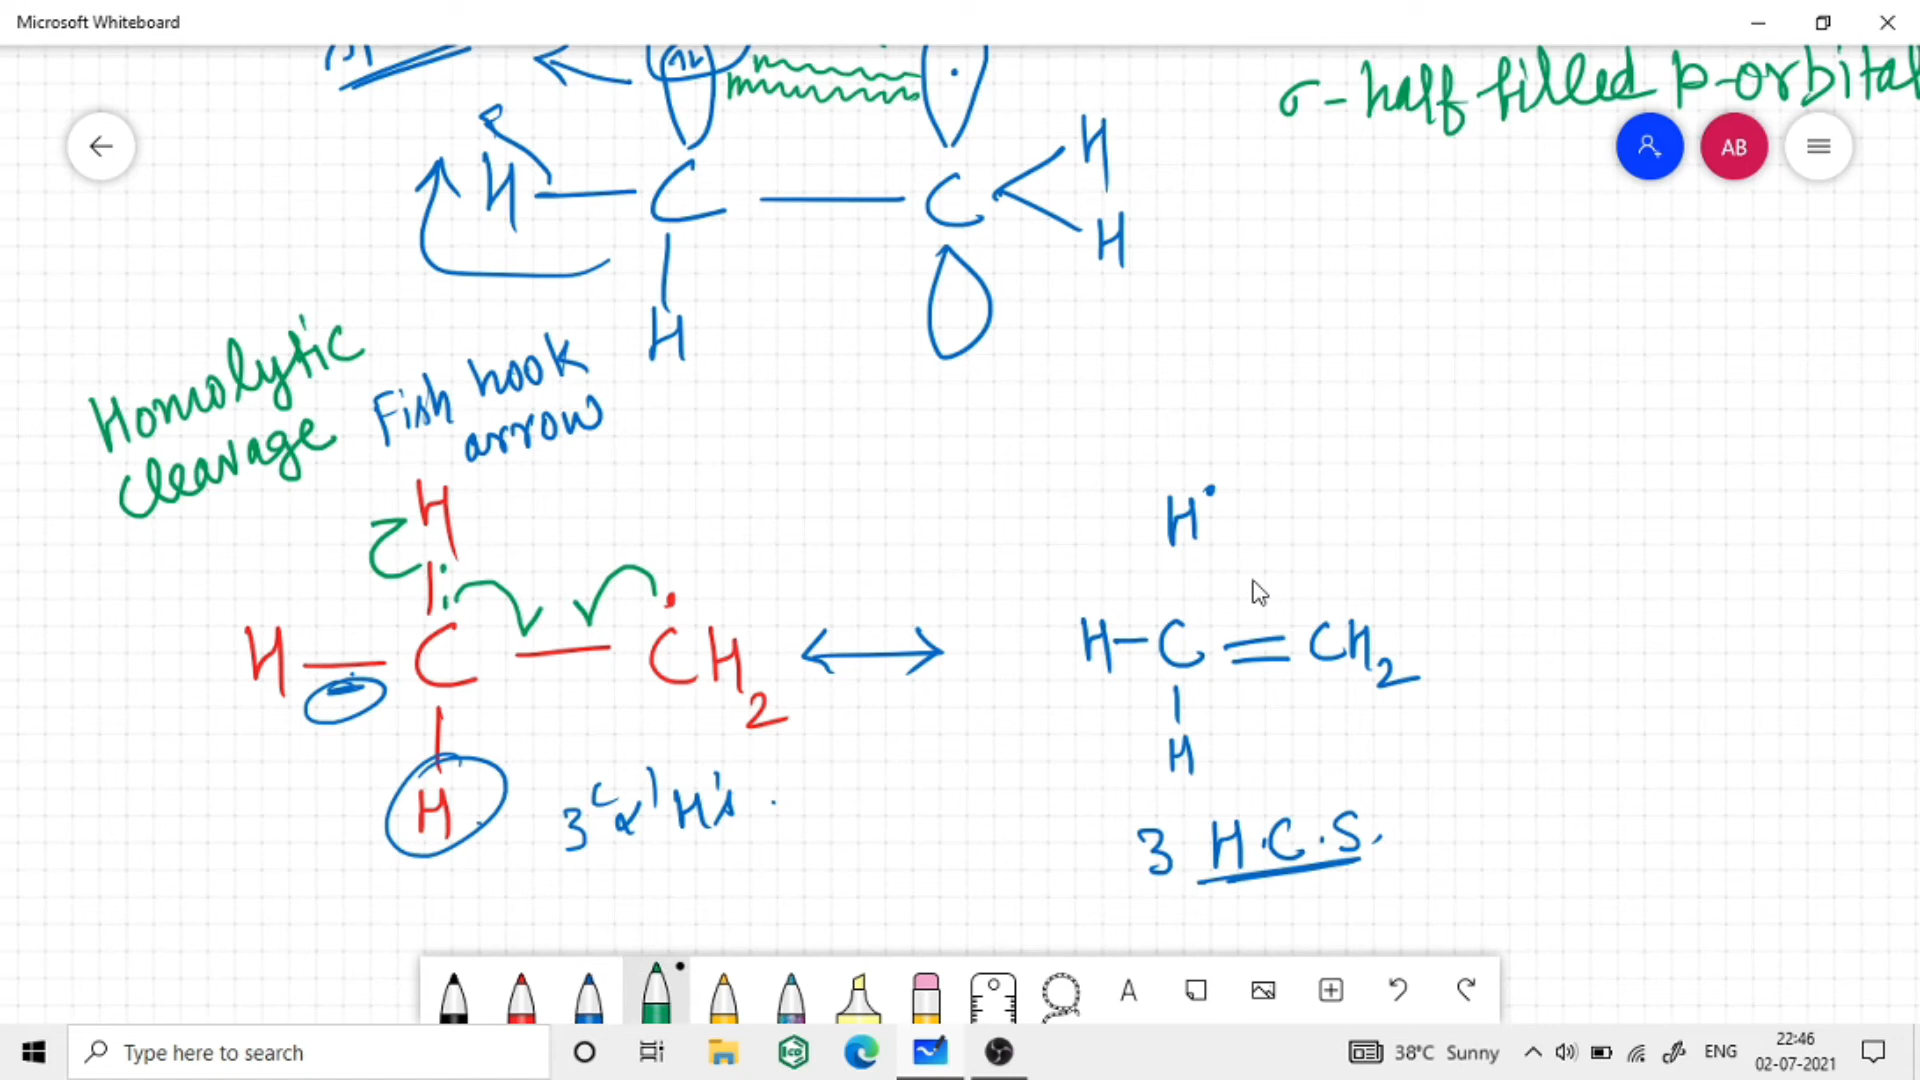 Microsoft Whiteboard
σ-half filled p-orbital
AB
H
H — C — C
H
H
Homolytic
cleavage
Fish hook
arrow
H
H
H — C — CH2 ↔ H-C=CH2
H
H
3 'α' H's.
3 H.C.S.
A
Type here to search
38°C Sunny
ENG
22:46
02-07-2021